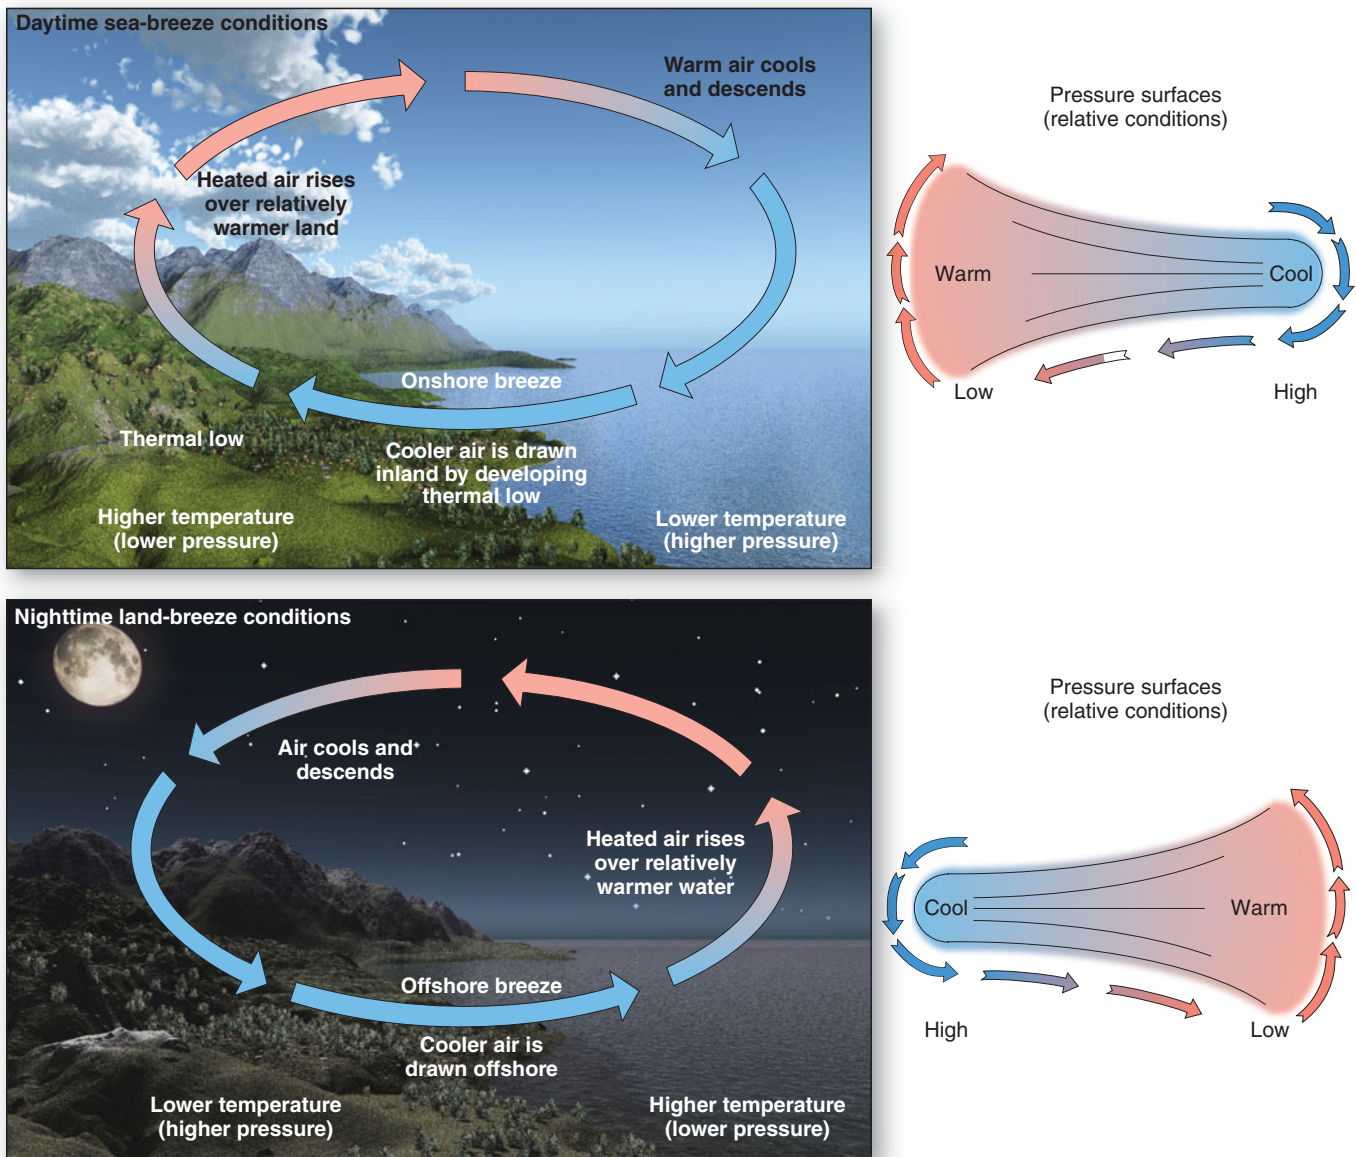 Daytime sea-breeze conditions
Warm air cools
and descends
Heated air rises
over relatively
warmer land
Onshore breeze
Thermal low
Cooler air is drawn
inland by developing
thermal low
Higher temperature
(lower pressure)
Lower temperature
(higher pressure)
Pressure surfaces
(relative conditions)
Warm
Cool
Low
High
Nighttime land-breeze conditions
Air cools and
descends
Heated air rises
over relatively
warmer water
Offshore breeze
Cooler air is
drawn offshore
Lower temperature
(higher pressure)
Higher temperature
(lower pressure)
Pressure surfaces
(relative conditions)
Cool
Warm
High
Low